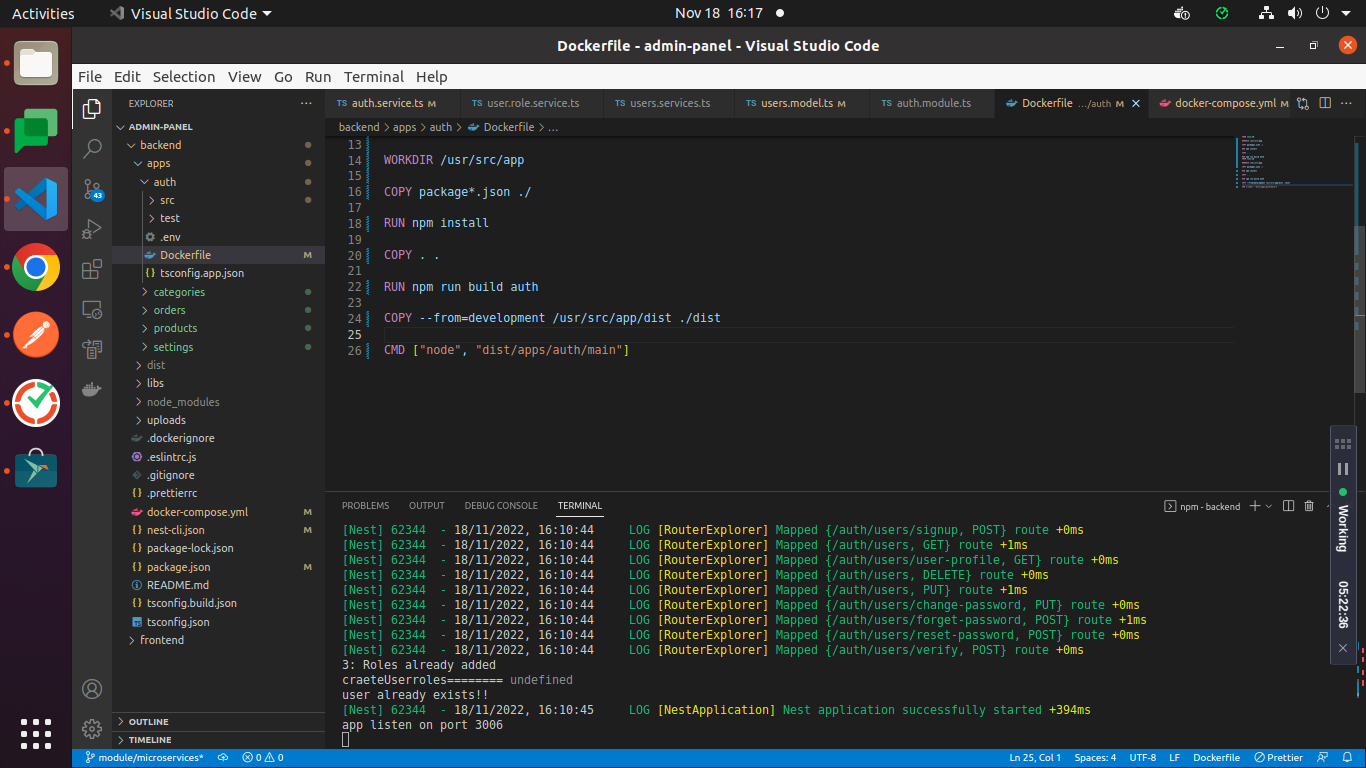 Activities
Visual Studio Code
Nov 18 16:17
Dockerfile - admin-panel - Visual Studio Code
File Edit Selection View Go Run Terminal Help
EXPLORER
ADMIN-PANEL
backend
apps
auth
src
test
.env
Dockerfile M
tsconfig.app.json
categories
orders
products
settings
dist
libs
node_modules
uploads
.dockerignore
.eslintrc.js
.gitignore
.prettierrc
docker-compose.yml M
nest-cli.json M
package-lock.json
package.json M
README.md
tsconfig.build.json
tsconfig.json
frontend
OUTLINE
TIMELINE
43
TS auth.service.ts M
TS user.role.service.ts
TS users.services.ts
TS users.model.ts M
TS auth.module.ts
Dockerfile .../auth M
docker-compose.yml M
backend > apps > auth > Dockerfile > ...
13
14 WORKDIR /usr/src/app
15
16 COPY package*.json ./
17
18 RUN npm install
19
20 COPY . .
21
22 RUN npm run build auth
23
24 COPY --from=development /usr/src/app/dist ./dist
25
26 CMD ["node", "dist/apps/auth/main"]
PROBLEMS OUTPUT DEBUG CONSOLE TERMINAL
npm - backend
[Nest] 62344 - 18/11/2022, 16:10:44 LOG [RouterExplorer] Mapped {/auth/users/signup, POST} route +0ms
[Nest] 62344 - 18/11/2022, 16:10:44 LOG [RouterExplorer] Mapped {/auth/users, GET} route +1ms
[Nest] 62344 - 18/11/2022, 16:10:44 LOG [RouterExplorer] Mapped {/auth/users/user-profile, GET} route +0ms
[Nest] 62344 - 18/11/2022, 16:10:44 LOG [RouterExplorer] Mapped {/auth/users, DELETE} route +0ms
[Nest] 62344 - 18/11/2022, 16:10:44 LOG [RouterExplorer] Mapped {/auth/users, PUT} route +1ms
[Nest] 62344 - 18/11/2022, 16:10:44 LOG [RouterExplorer] Mapped {/auth/users/change-password, PUT} route +0ms
[Nest] 62344 - 18/11/2022, 16:10:44 LOG [RouterExplorer] Mapped {/auth/users/forget-password, POST} route +1ms
[Nest] 62344 - 18/11/2022, 16:10:44 LOG [RouterExplorer] Mapped {/auth/users/reset-password, POST} route +0ms
[Nest] 62344 - 18/11/2022, 16:10:44 LOG [RouterExplorer] Mapped {/auth/users/verify, POST} route +0ms
3: Roles already added
craeteUserroles======== undefined
user already exists!!
[Nest] 62344 - 18/11/2022, 16:10:45 LOG [NestApplication] Nest application successfully started +394ms
app listen on port 3006
Working 05:22:36
module/microservices* 0 0
Ln 25, Col 1 Spaces: 4 UTF-8 LF Dockerfile Prettier